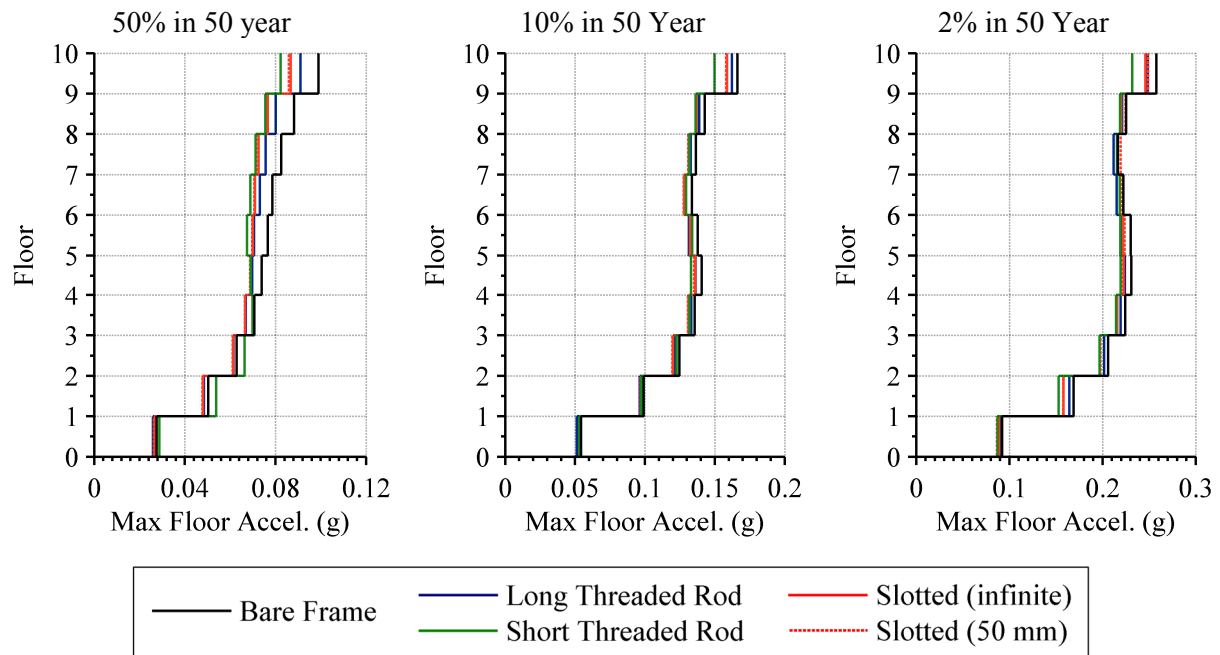 50% in 50 year
10% in 50 Year
2% in 50 Year
10
9
8
7
6
5
4
3
2
1
0
Floor
0 0.04 0.08 0.12
Max Floor Accel. (g)
10
9
8
7
6
5
4
3
2
1
0
Floor
0 0.05 0.1 0.15 0.2
Max Floor Accel. (g)
10
9
8
7
6
5
4
3
2
1
0
Floor
0 0.1 0.2 0.3
Max Floor Accel. (g)
Bare Frame
Long Threaded Rod
Short Threaded Rod
Slotted (infinite)
Slotted (50 mm)